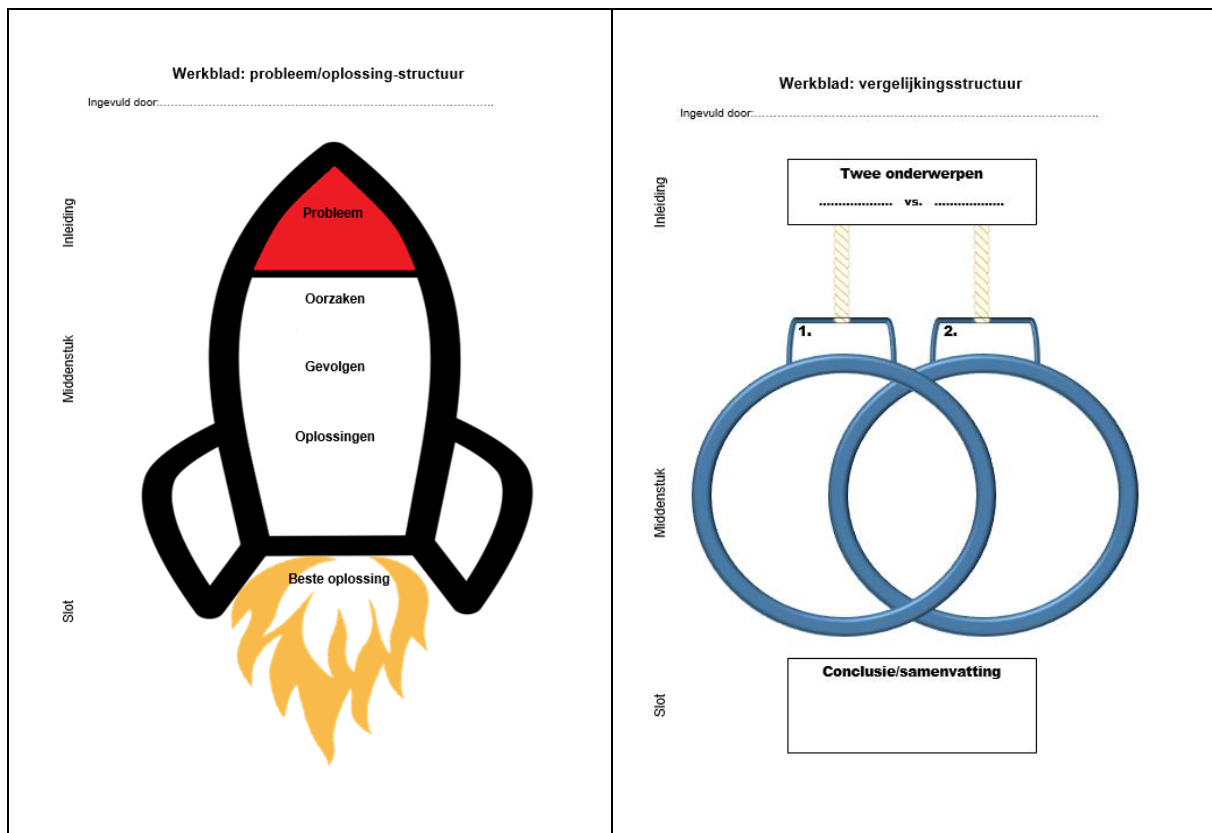 Werkblad: probleem/oplossing-structuur
Ingevuld door:........................................................................................................
Inleiding
Probleem
Middenstuk
Oorzaken
Gevolgen
Oplossingen
Slot
Beste oplossing
Werkblad: vergelijkingsstructuur
Ingevuld door:........................................................................................................
Inleiding
Twee onderwerpen
.................... vs. ...................
Middenstuk
1.
2.
Slot
Conclusie/samenvatting